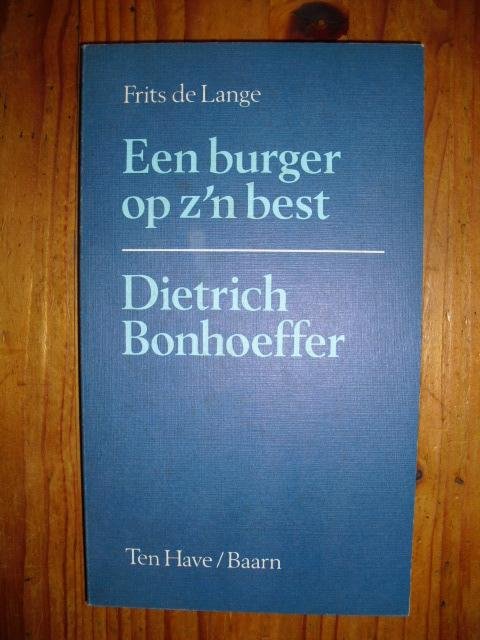 Frits de Lange
Een burger
op z'n best
Dietrich
Bonhoeffer
Ten Have/Baarn